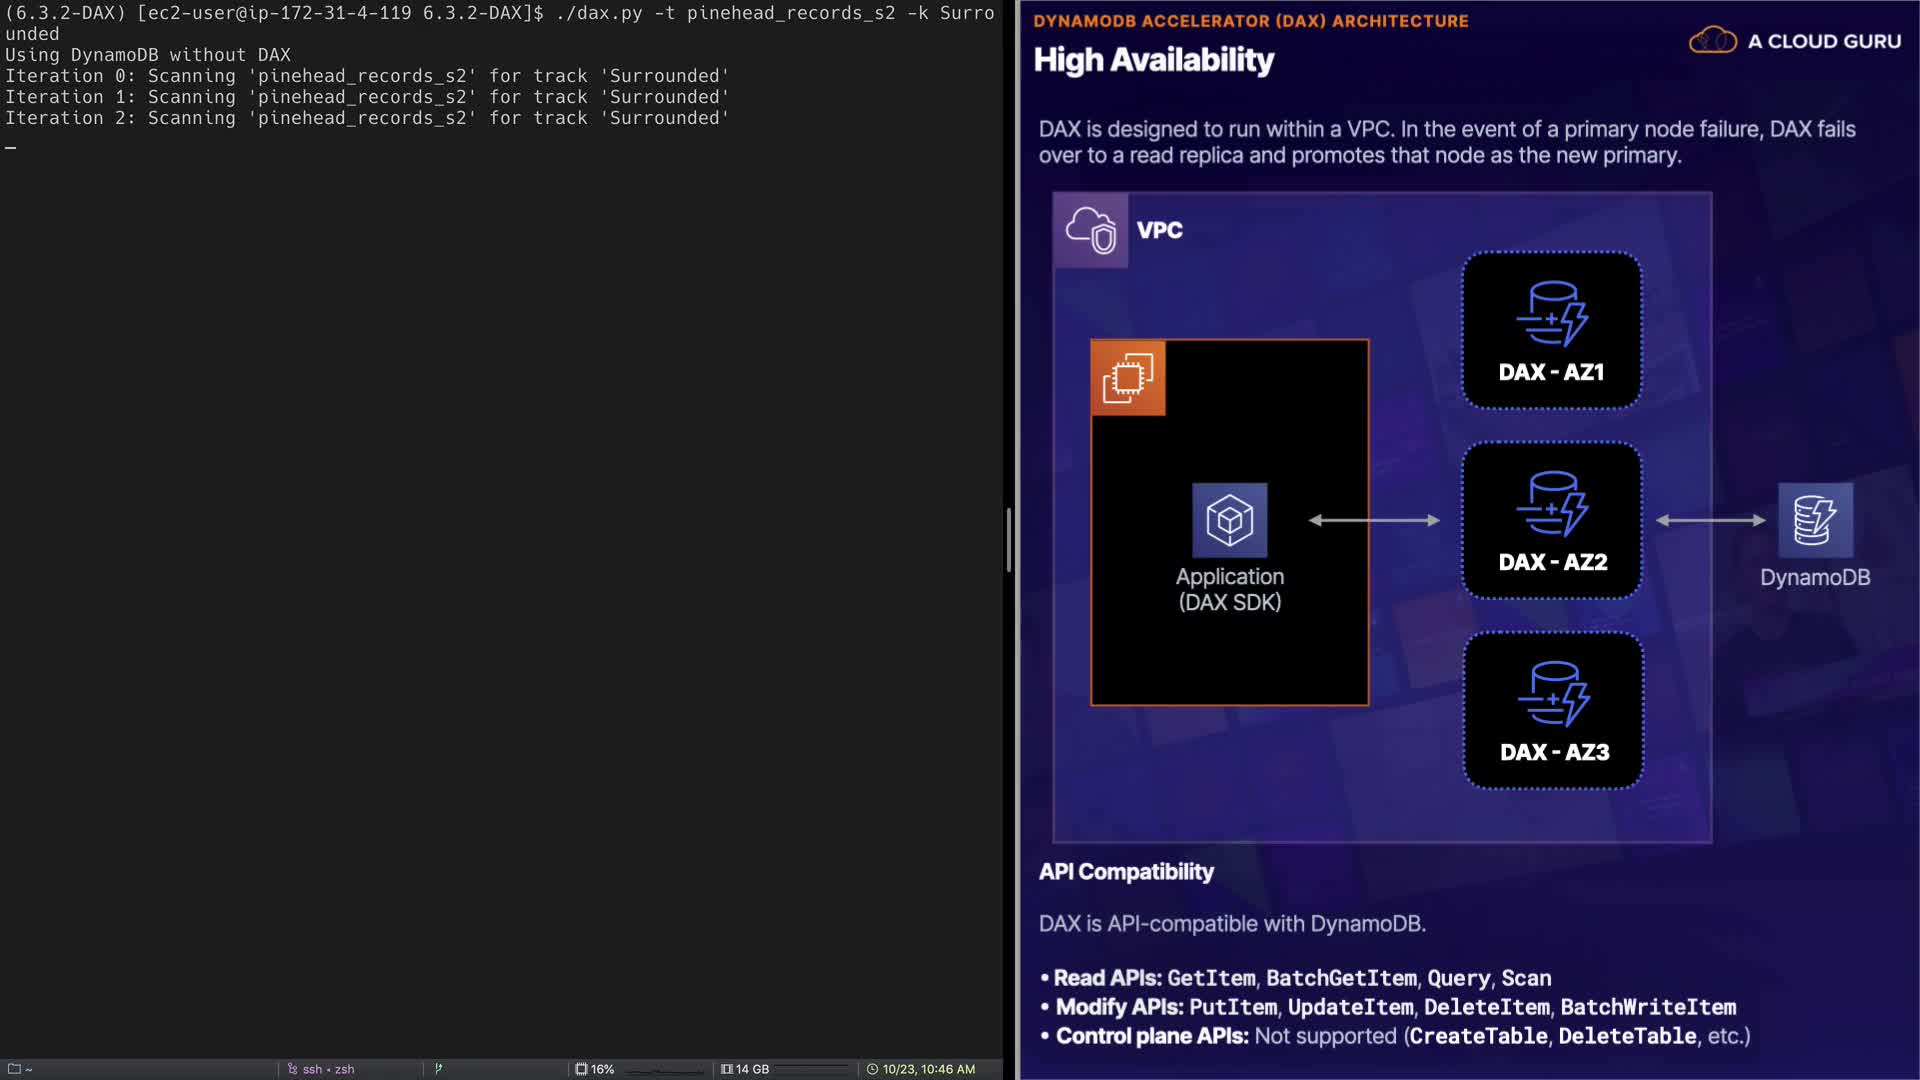 (6.3.2-DAX) [ec2-user@ip-172-31-4-119 6.3.2-DAX]$ ./dax.py -t pinehead_records_s2 -k Surro
unded
Using DynamoDB without DAX
Iteration 0: Scanning 'pinehead_records_s2' for track 'Surrounded'
Iteration 1: Scanning 'pinehead_records_s2' for track 'Surrounded'
Iteration 2: Scanning 'pinehead_records_s2' for track 'Surrounded'
~
ssh • zsh
16%
14 GB
10/23, 10:46 AM
DYNAMODB ACCELERATOR (DAX) ARCHITECTURE
A CLOUD GURU
High Availability
DAX is designed to run within a VPC. In the event of a primary node failure, DAX fails
over to a read replica and promotes that node as the new primary.
VPC
DAX - AZ1
DAX - AZ2
DAX - AZ3
Application
(DAX SDK)
DynamoDB
API Compatibility
DAX is API-compatible with DynamoDB.
• Read APIs: GetItem, BatchGetItem, Query, Scan
• Modify APIs: PutItem, UpdateItem, DeleteItem, BatchWriteItem
• Control plane APIs: Not supported (CreateTable, DeleteTable, etc.)